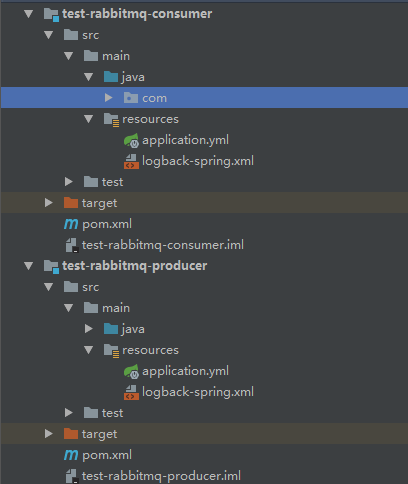 test-rabbitmq-consumer
src
main
java
com
resources
application.yml
logback-spring.xml
test
target
pom.xml
test-rabbitmq-consumer.iml
test-rabbitmq-producer
src
main
java
resources
application.yml
logback-spring.xml
test
target
pom.xml
test-rabbitmq-producer.iml